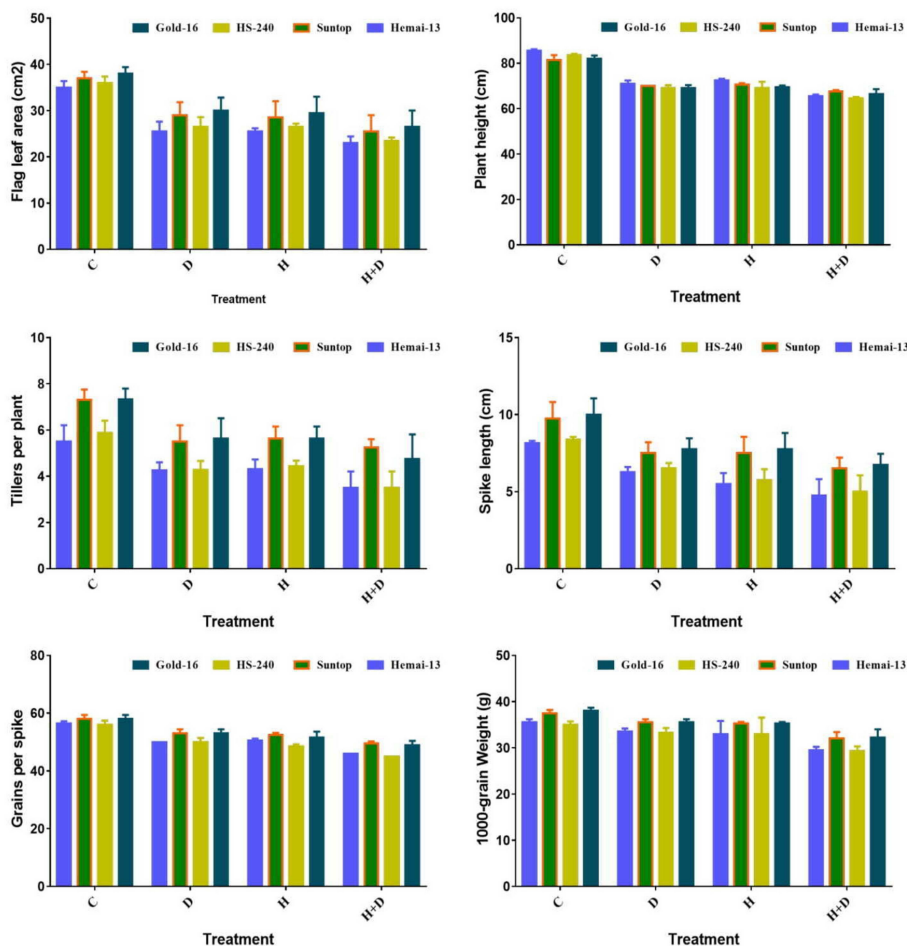 Gold-16 HS-240 Suntop Hemai-13
Flag leaf area (cm2)
50
40
30
20
10
0
C D H H+D
Treatment
Gold-16 HS-240 Suntop Hemai-13
Plant height (cm)
100
80
60
40
20
0
C D H H+D
Treatment
Gold-16 HS-240 Suntop Hemai-13
Tillers per plant
10
8
6
4
2
0
C D H H+D
Treatment
Gold-16 HS-240 Suntop Hemai-13
Spike length (cm)
15
10
5
0
C D H H+D
Treatment
Gold-16 HS-240 Suntop Hemai-13
Grains per spike
80
60
40
20
0
C D H H+D
Treatment
Gold-16 HS-240 Suntop Hemai-13
1000-grain Weight (g)
50
40
30
20
10
0
C D H H+D
Treatment